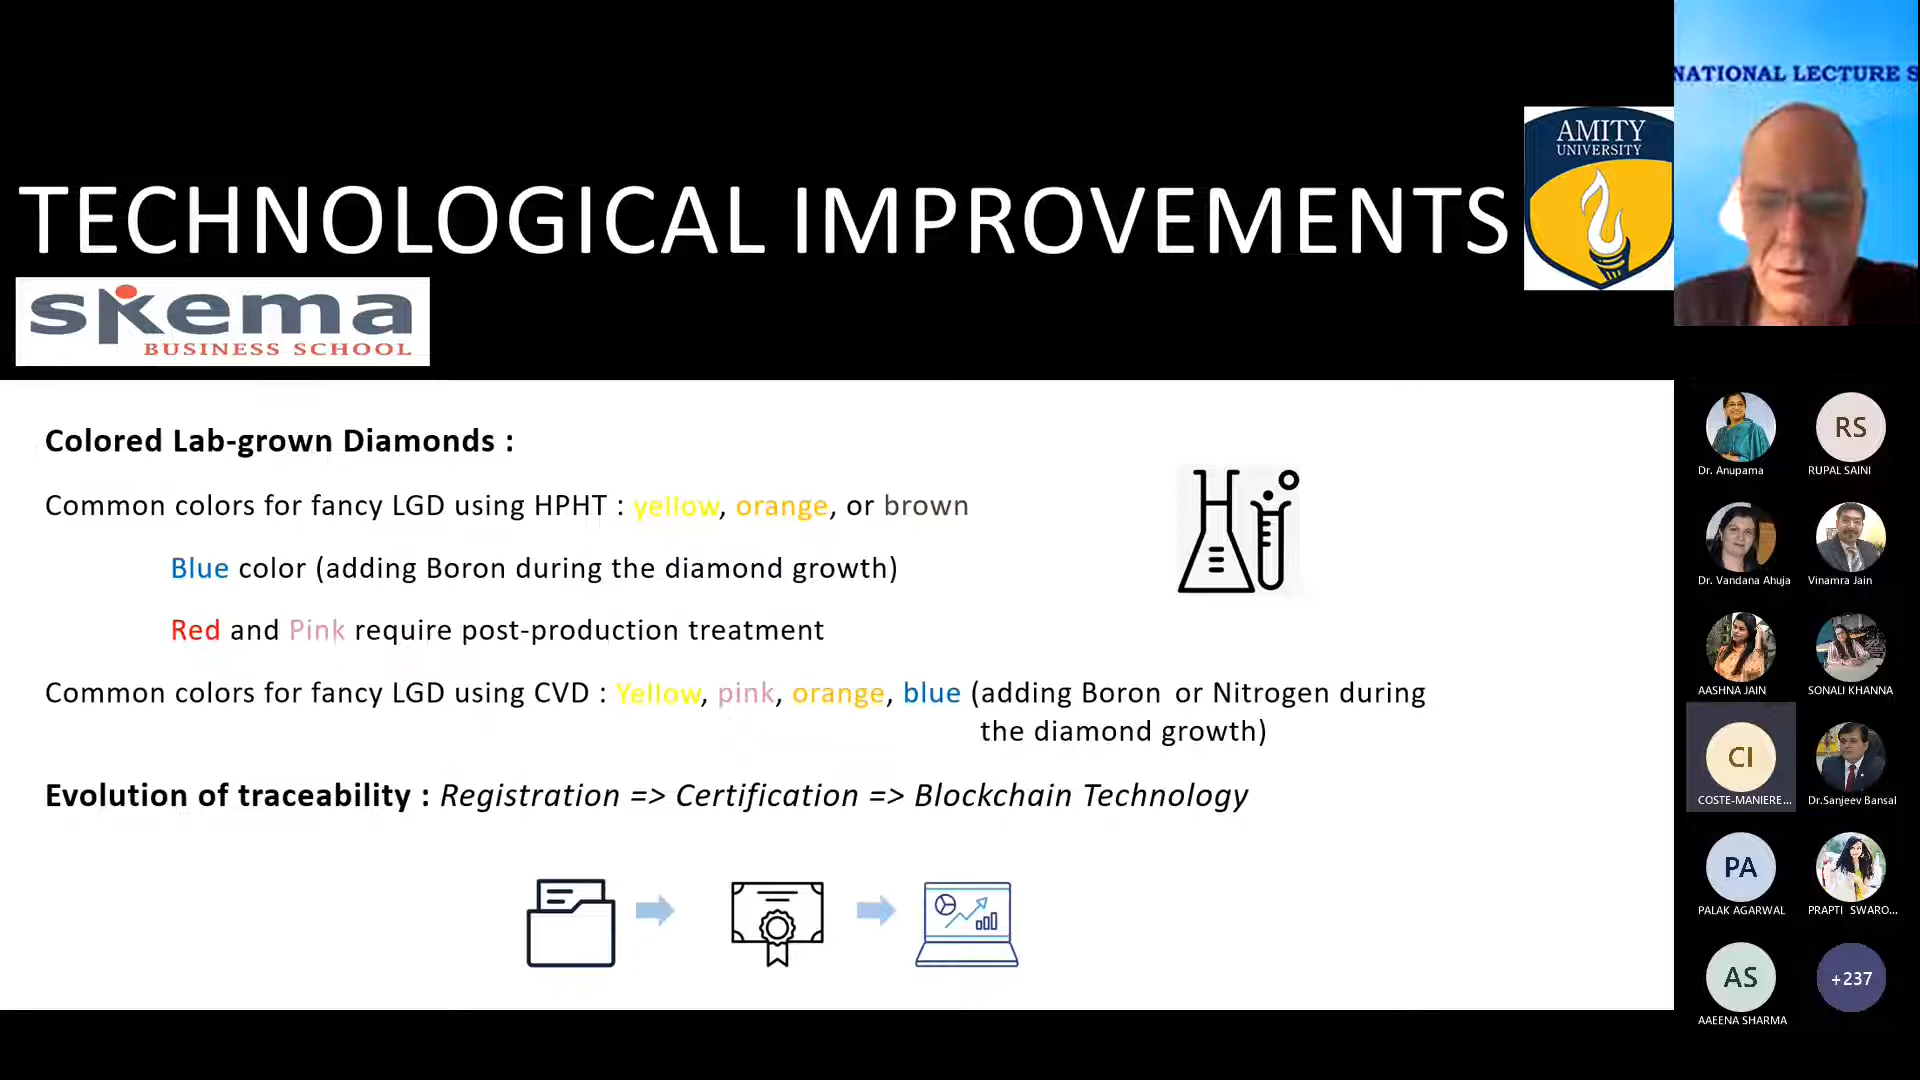 NATIONAL LECTURE S
AMITY
UNIVERSITY
TECHNOLOGICAL IMPROVEMENTS
skema
BUSINESS SCHOOL
Colored Lab-grown Diamonds :
Common colors for fancy LGD using HPHT : yellow, orange, or brown
Blue color (adding Boron during the diamond growth)
Red and Pink require post-production treatment
Common colors for fancy LGD using CVD : Yellow, pink, orange, blue (adding Boron or Nitrogen during
the diamond growth)
Evolution of traceability : Registration => Certification => Blockchain Technology
Dr. Anupama
RS
RUPAL SAINI
Dr. Vandana Ahuja
Vinamra Jain
AASHNA JAIN
SONALI KHANNA
CI
COSTE-MANIERE...
Dr.Sanjeev Bansal
PA
PALAK AGARWAL
PRAPTI SWARO...
AS
AAEENA SHARMA
+237